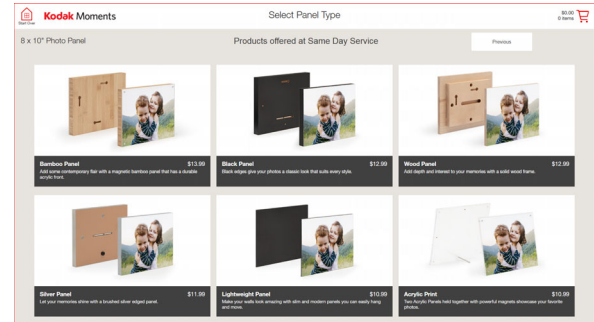 Start Over
Kodak Moments
Select Panel Type
$0.00
0 items
8 x 10" Photo Panel
Products offered at Same Day Service
Previous
Bamboo Panel $13.99
Add some contemporary flair with a magnetic bamboo panel that has a durable
acrylic front.
Black Panel $12.99
Black edges give your photos a classic look that suits every style.
Wood Panel $12.99
Add depth and interest to your memories with a solid wood frame.
Silver Panel $11.99
Let your memories shine with a brushed silver edged panel.
Lightweight Panel $10.99
Make your walls look amazing with slim and modern panels you can easily hang
and move.
Acrylic Print $10.99
Two Acrylic Panels held together with powerful magnets showcase your favorite
photos.